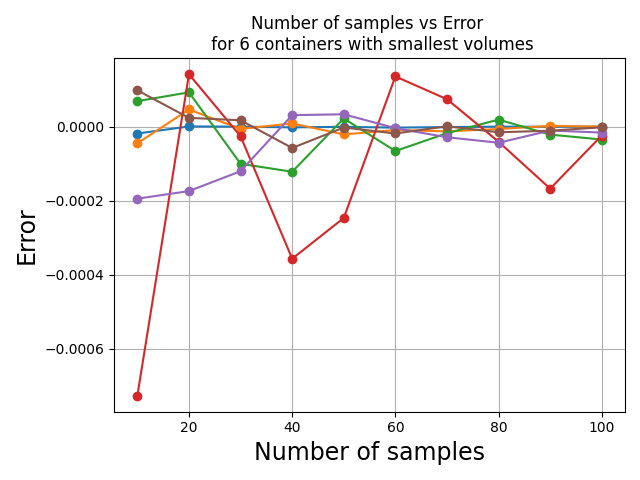 Number of samples vs Error
for 6 containers with smallest volumes
0.0000
−0.0002
−0.0004
−0.0006
Error
20 40 60 80 100
Number of samples